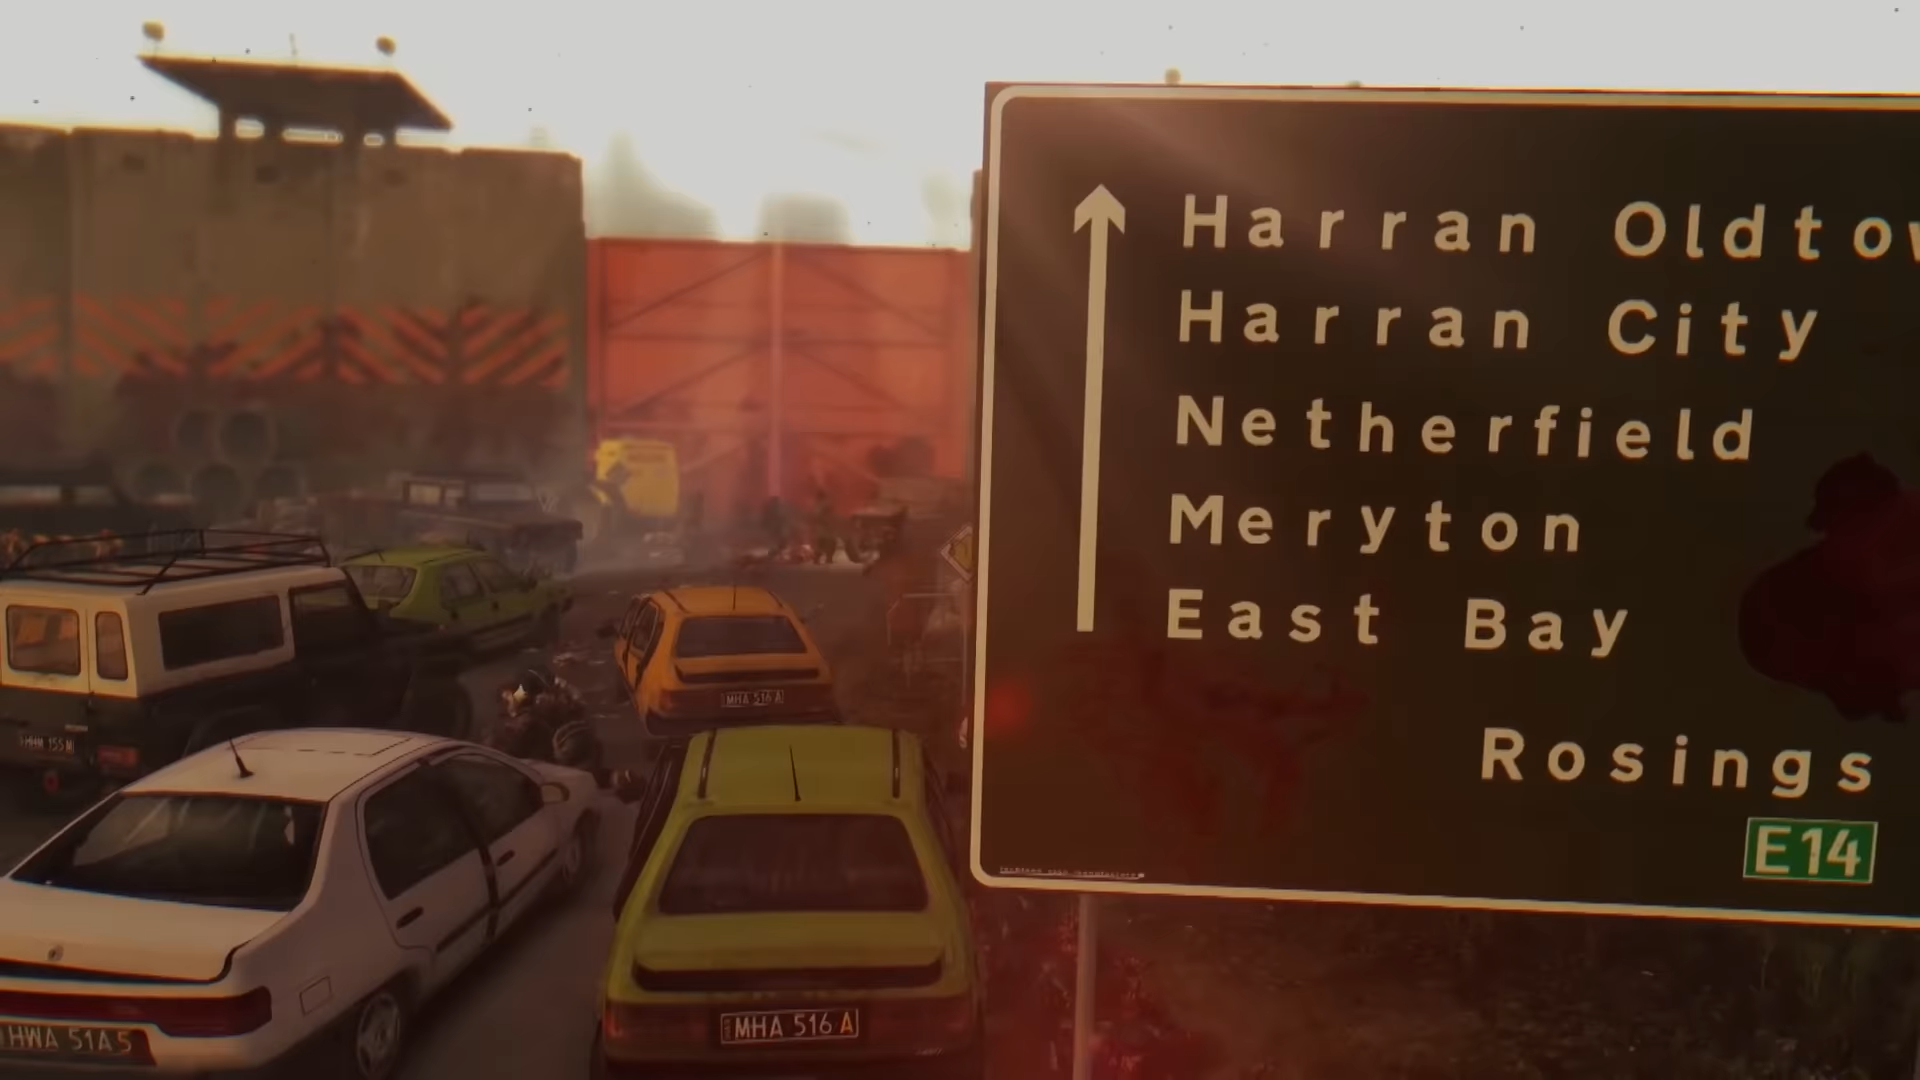 Harran Oldtow
Harran City
Netherfield
Meryton
East Bay
Rosings
E14
MHA 516 A
MHA 516 A
HWA 51A5